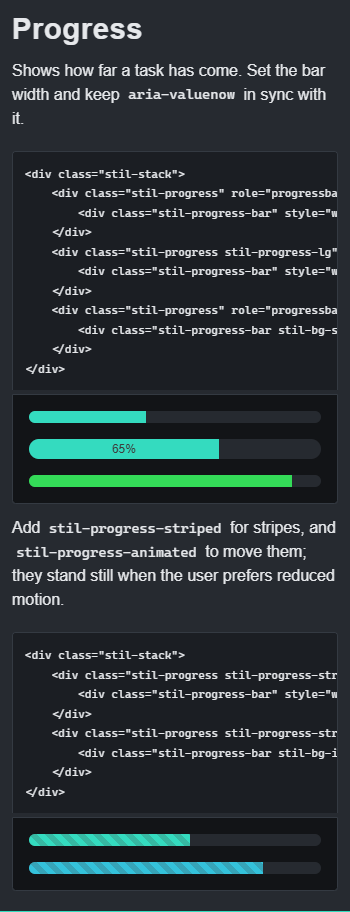 Progress
Shows how far a task has come. Set the bar
width and keep aria-valuenow in sync with
it.
<div class="stil-stack">
    <div class="stil-progress" role="progressba
        <div class="stil-progress-bar" style="w
    </div>
    <div class="stil-progress stil-progress-lg"
        <div class="stil-progress-bar" style="w
    </div>
    <div class="stil-progress" role="progressba
        <div class="stil-progress-bar stil-bg-s
    </div>
</div>
65%
Add stil-progress-striped for stripes, and
stil-progress-animated to move them;
they stand still when the user prefers reduced
motion.
<div class="stil-stack">
    <div class="stil-progress stil-progress-str
        <div class="stil-progress-bar" style="w
    </div>
    <div class="stil-progress stil-progress-str
        <div class="stil-progress-bar stil-bg-i
    </div>
</div>